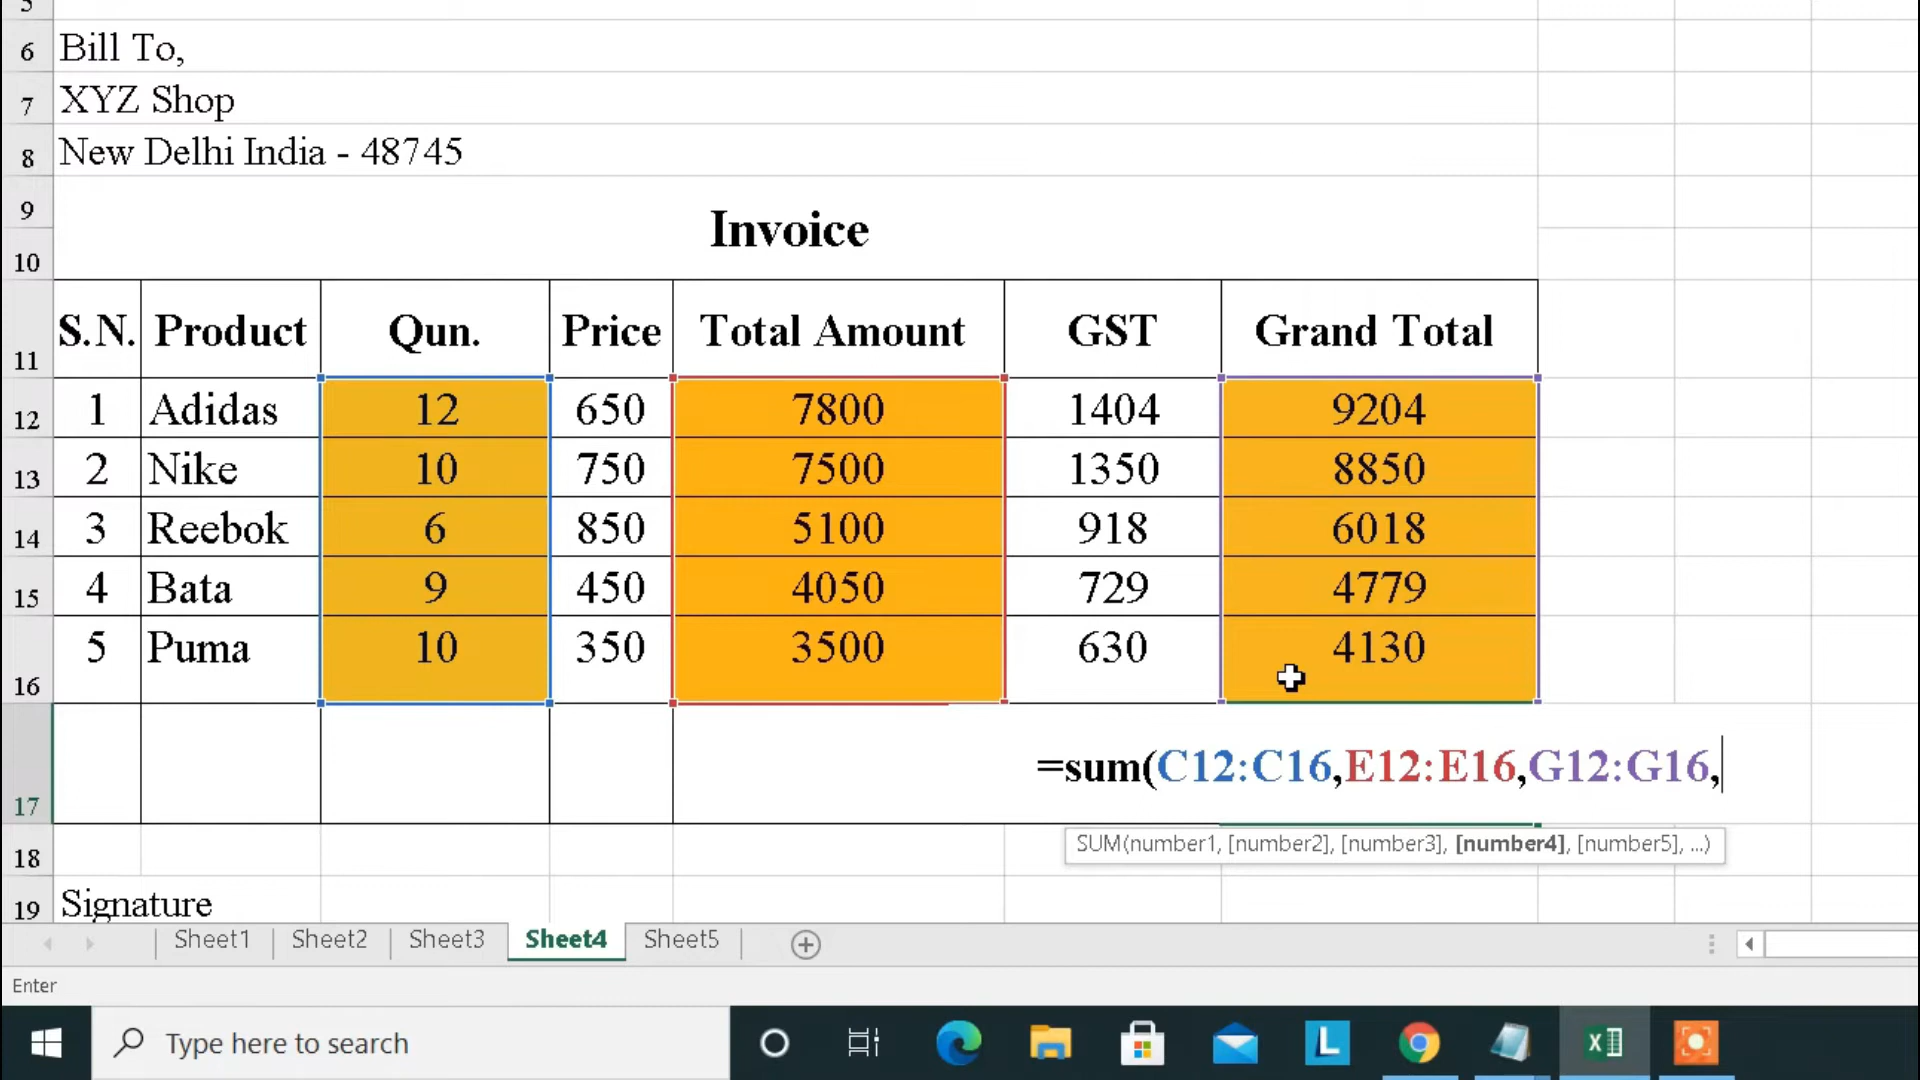 5
6 Bill To,
7 XYZ Shop
8 New Delhi India - 48745
9
Invoice
10
11 S.N. Product Qun. Price Total Amount GST Grand Total
12 1 Adidas 12 650 7800 1404 9204
13 2 Nike 10 750 7500 1350 8850
14 3 Reebok 6 850 5100 918 6018
15 4 Bata 9 450 4050 729 4779
16 5 Puma 10 350 3500 630 4130
17 =sum(C12:C16,E12:E16,G12:G16,
SUM(number1, [number2], [number3], [number4], [number5], ...)
18
19 Signature
Sheet1 Sheet2 Sheet3 Sheet4 Sheet5
Enter
Type here to search
L
X